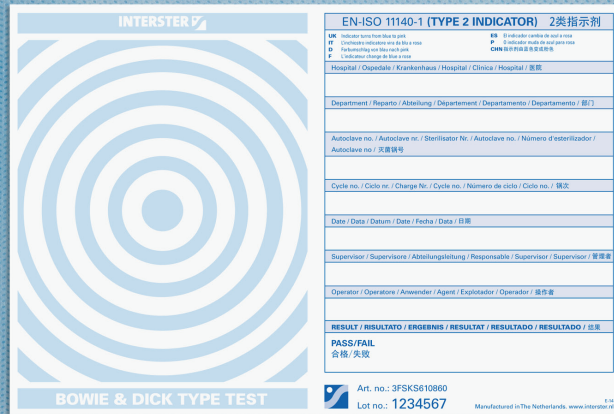 INTERSTER
BOWIE & DICK TYPE TEST
EN-ISO 11140-1 (TYPE 2 INDICATOR) 2类指示剂
UK Indicator turns from blue to pink
IT L'inchiostro indicatore vira da blu a rosa
D Farbumschlag von blau nach pink
F L'indicateur change de bleu a rose
ES El indicador cambia de azul a rosa
P O indicador muda de azul para rosa
CHN 指示剂由蓝色变成粉色
Hospital / Ospedale / Krankenhaus / Hospital / Clínica / Hospital / 医院
Department / Reparto / Abteilung / Département / Departamento / Departamento / 部门
Autoclave no. / Autoclave nr. / Sterilisator Nr. / Autoclave no. / Número d'esterilizador /
Autoclave no / 灭菌锅号
Cycle no. / Ciclo nr. / Charge Nr. / Cycle no. / Número de ciclo / Ciclo no. / 锅次
Date / Data / Datum / Date / Fecha / Data / 日期
Supervisor / Supervisore / Abteilungsleitung / Responsable / Supervisor / Supervisor / 管理者
Operator / Operatore / Anwender / Agent / Explotador / Operador / 操作者
RESULT / RISULTATO / ERGEBNIS / RESULTAT / RESULTADO / RESULTADO / 结果
PASS/FAIL
合格/失败
Art. no.: 3FSKS610860
Lot no.: 1234567
Manufactured in The Netherlands. www.interster.nl